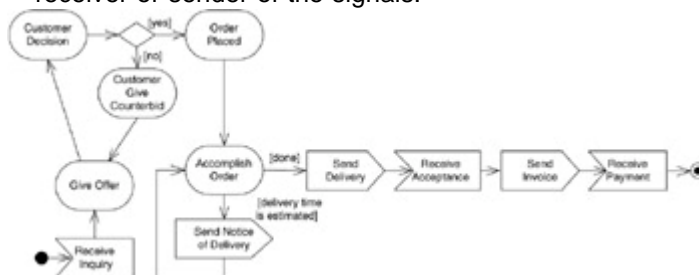 receiver or sender of the signals.
Customer
Decision
[yes]
Order
Placed
[no]
Customer
Give
Counterbid
Give Offer
Accomplish
Order
[done]
Send
Delivery
Receive
Acceptance
Send
Invoice
Receive
Payment
[delivery time
is estimated]
Send Notice
of Delivery
Receive
Inquiry